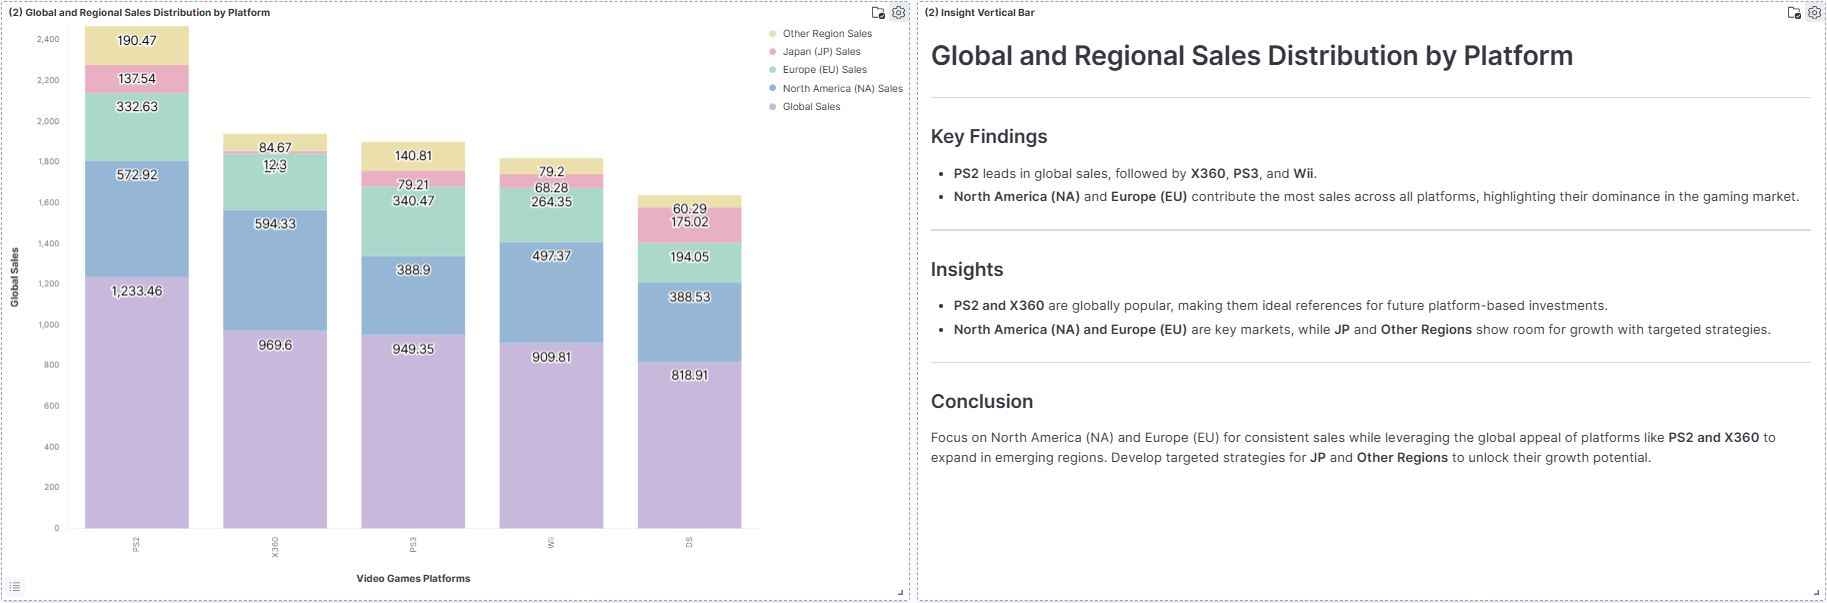 (2) Global and Regional Sales Distribution by Platform
2,400
2,200
2,000
1,800
1,600
1,400
1,200
1,000
800
600
400
200
0
Global Sales
190.47
137.54
332.63
572.92
1,233.46
84.67
12.3
594.33
969.6
140.81
79.21
340.47
388.9
949.35
79.2
68.28
264.35
497.37
909.81
60.29
175.02
194.05
388.53
818.91
PS2
X360
PS3
Wii
DS
Video Games Platforms
Other Region Sales
Japan (JP) Sales
Europe (EU) Sales
North America (NA) Sales
Global Sales
(2) Insight Vertical Bar
Global and Regional Sales Distribution by Platform
Key Findings
• PS2 leads in global sales, followed by X360, PS3, and Wii.
• North America (NA) and Europe (EU) contribute the most sales across all platforms, highlighting their dominance in the gaming market.
Insights
• PS2 and X360 are globally popular, making them ideal references for future platform-based investments.
• North America (NA) and Europe (EU) are key markets, while JP and Other Regions show room for growth with targeted strategies.
Conclusion
Focus on North America (NA) and Europe (EU) for consistent sales while leveraging the global appeal of platforms like PS2 and X360 to
expand in emerging regions. Develop targeted strategies for JP and Other Regions to unlock their growth potential.